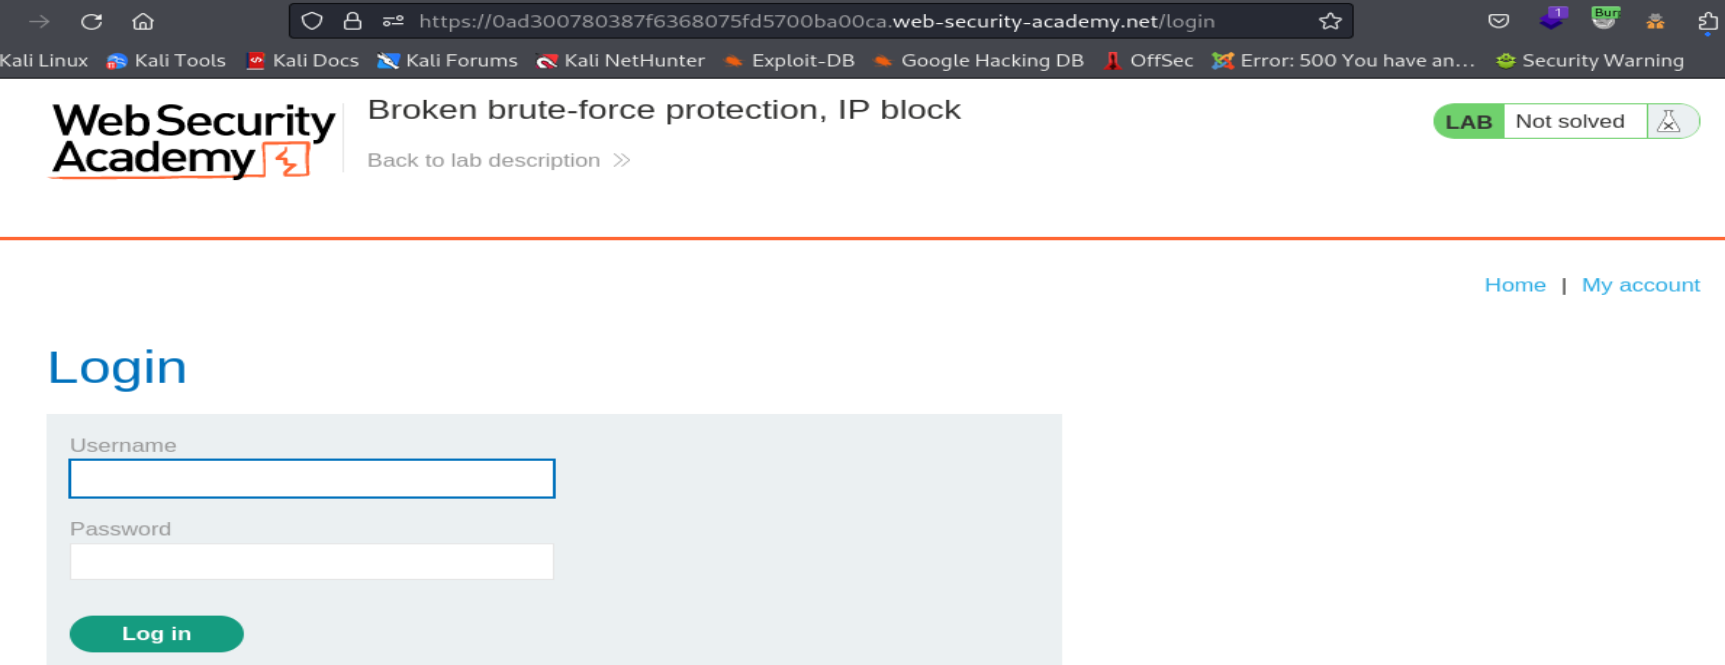 https://0ad300780387f6368075fd5700ba00ca.web-security-academy.net/login
1
Burp
Kali Linux Kali Tools Kali Docs Kali Forums Kali NetHunter Exploit-DB Google Hacking DB OffSec Error: 500 You have an... Security Warning
Web Security
Academy
Broken brute-force protection, IP block
Back to lab description
LAB Not solved
Home | My account
Login
Username
Password
Log in